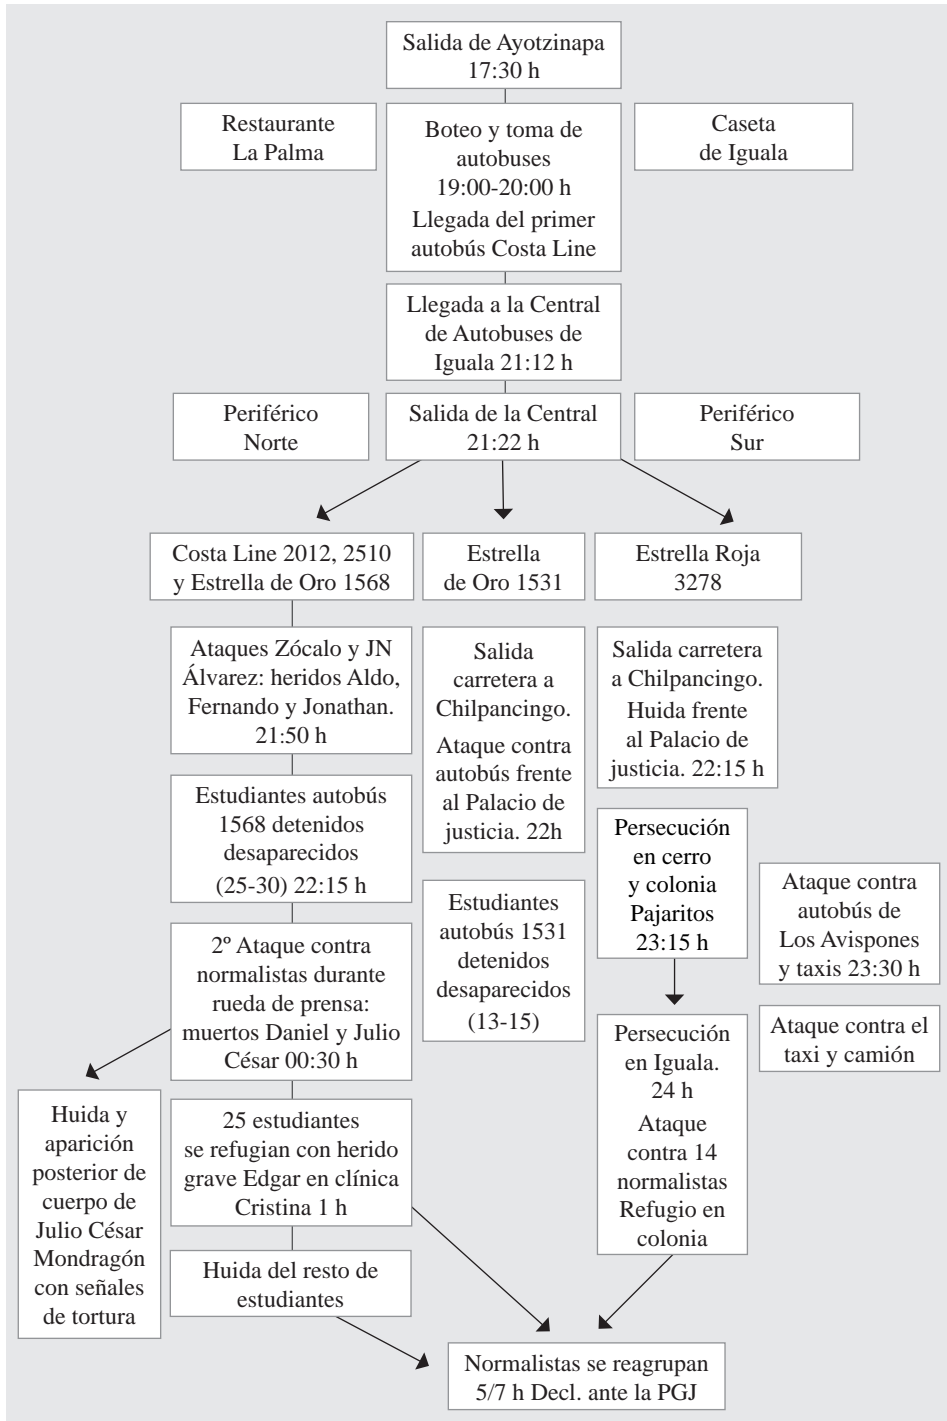 Salida de Ayotzinapa
17:30 h
Restaurante
La Palma
Boteo y toma de
autobuses
19:00-20:00 h
Llegada del primer
autobús Costa Line
Caseta
de Iguala
Llegada a la Central
de Autobuses de
Iguala 21:12 h
Periférico
Norte
Salida de la Central
21:22 h
Periférico
Sur
Costa Line 2012, 2510
y Estrella de Oro 1568
Estrella
de Oro 1531
Estrella Roja
3278
Ataques Zócalo y JN
Álvarez: heridos Aldo,
Fernando y Jonathan.
21:50 h
Estudiantes autobús
1568 detenidos
desaparecidos
(25-30) 22:15 h
2º Ataque contra
normalistas durante
rueda de prensa:
muertos Daniel y Julio
César 00:30 h
Salida
carretera a
Chilpancingo.
Ataque contra
autobús frente
al Palacio de
justicia. 22h
Estudiantes
autobús 1531
detenidos
desaparecidos
(13-15)
Salida carretera
a Chilpancingo.
Huida frente
al Palacio de
justicia. 22:15 h
Persecución
en cerro
y colonia
Pajaritos
23:15 h
Ataque contra
autobús de
Los Avispones
y taxis 23:30 h
Ataque contra el
taxi y camión
Persecución
en Iguala.
24 h
Ataque
contra 14
normalistas
Refugio en
colonia
Huida y
aparición
posterior de
cuerpo de
Julio César
Mondragón
con señales
de tortura
25 estudiantes
se refugian con herido
grave Edgar en clínica
Cristina 1 h
Huida del resto de
estudiantes
Normalistas se reagrupan
5/7 h Decl. ante la PGJ